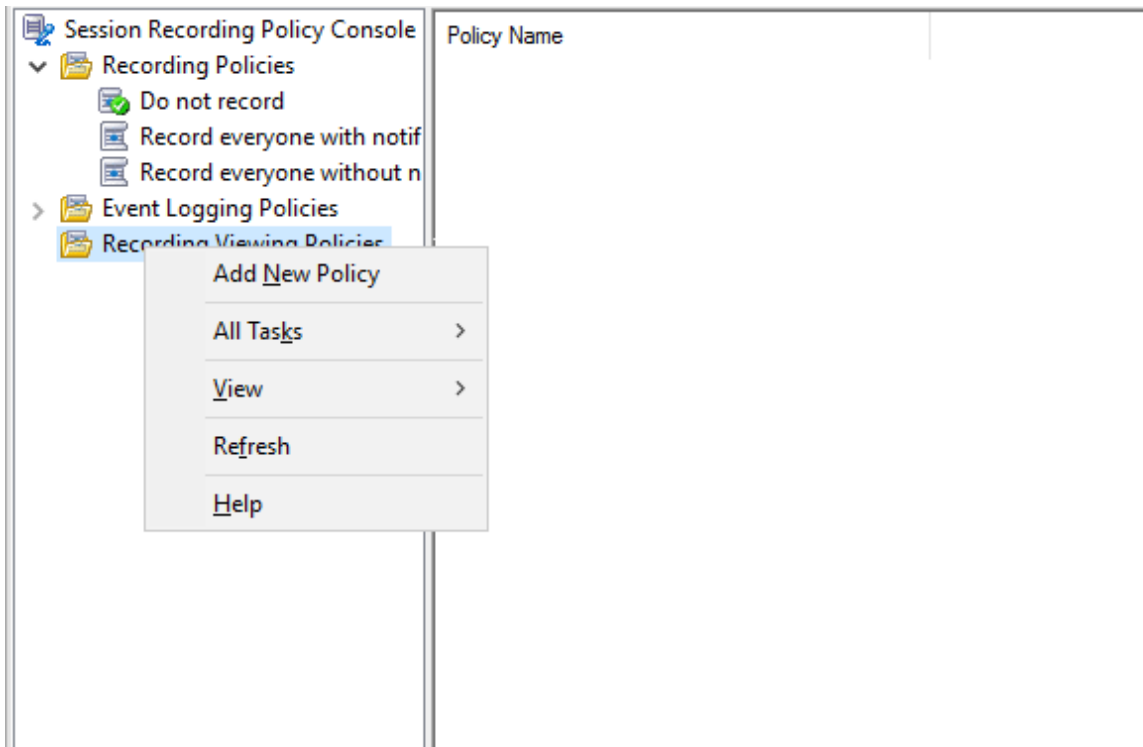 Session Recording Policy Console
Policy Name
Recording Policies
Do not record
Record everyone with notif
Record everyone without n
Event Logging Policies
Recording Viewing Policies
Add New Policy
All Tasks
View
Refresh
Help